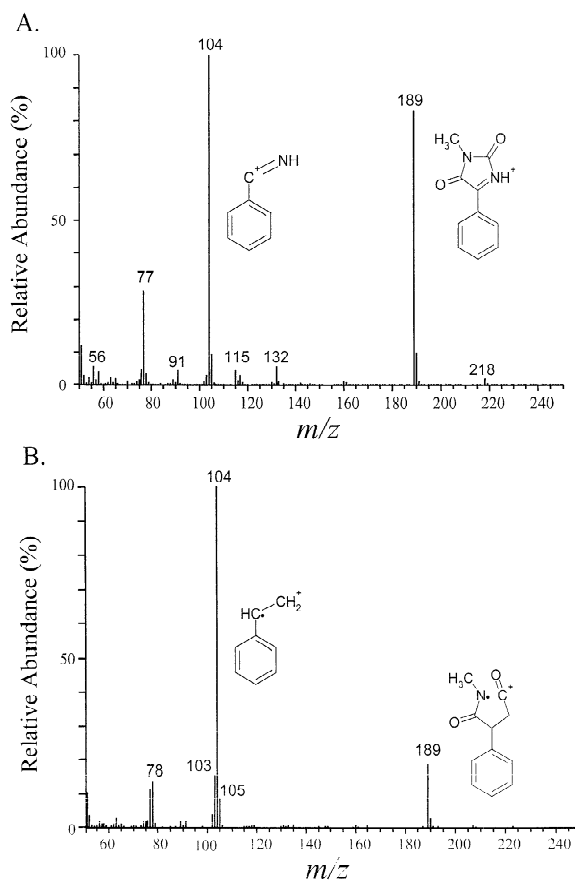 A.
Relative Abundance (%)
100
50
0
104
189
77
56
91
115
132
218
C
+
NH
H3C
N
O
O
NH+
60 80 100 120 140 160 180 200 220 240
m/z
B.
Relative Abundance (%)
100
50
0
104
103
105
78
189
HC•
CH2+
H3C
N•
O
C+
O
60 80 100 120 140 160 180 200 220 240
m/z